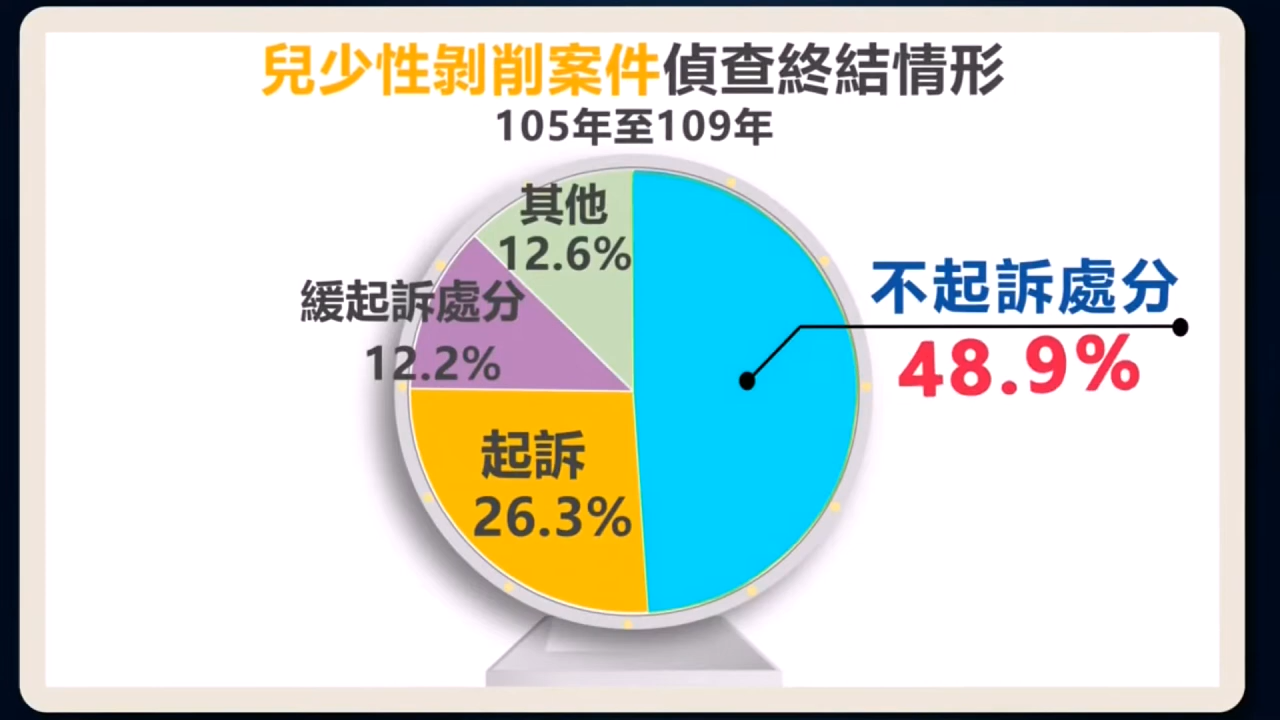 兒少性剝削案件偵查終結情形
105年至109年
其他
12.6%
緩起訴處分
12.2%
起訴
26.3%
不起訴處分
48.9%